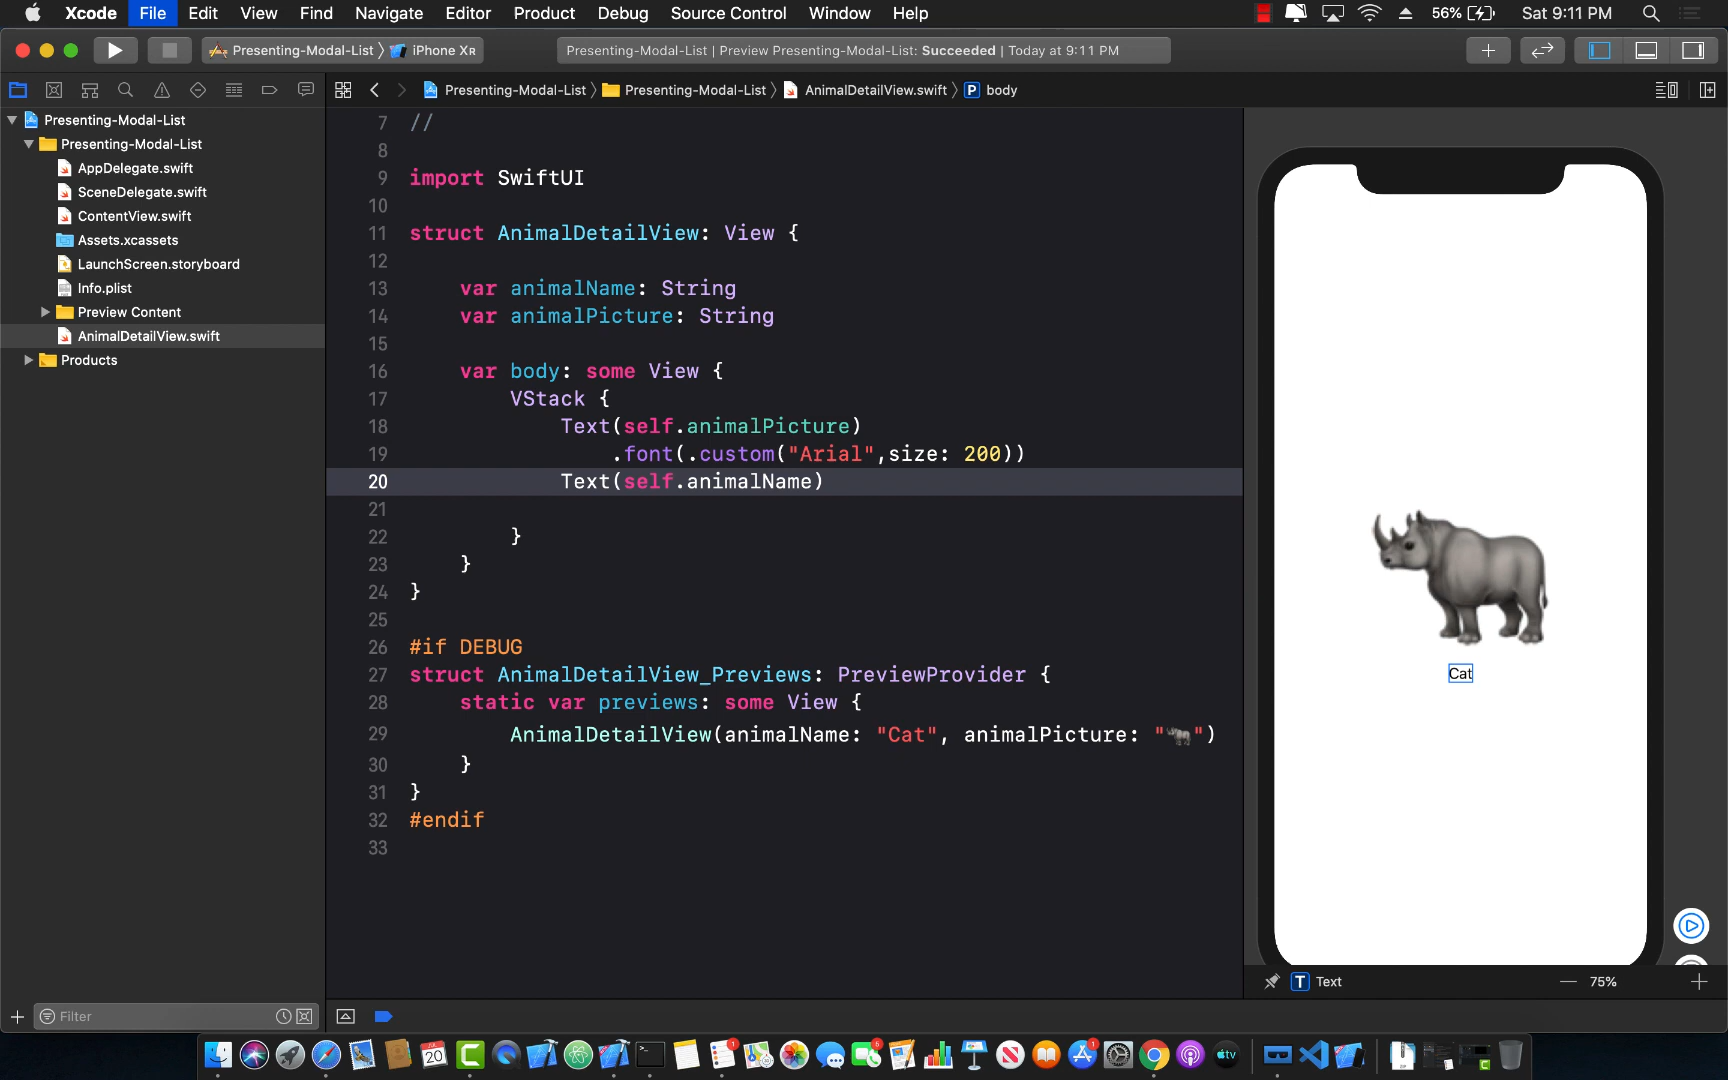 Xcode File Edit View Find Navigate Editor Product Debug Source Control Window Help 56% Sat 9:11 PM
Presenting-Modal-List iPhone XR Presenting-Modal-List | Preview Presenting-Modal-List: Succeeded | Today at 9:11 PM
Presenting-Modal-List Presenting-Modal-List AnimalDetailView.swift P body
Presenting-Modal-List
Presenting-Modal-List
AppDelegate.swift
SceneDelegate.swift
ContentView.swift
Assets.xcassets
LaunchScreen.storyboard
Info.plist
Preview Content
AnimalDetailView.swift
Products
7 //
8
9 import SwiftUI
10
11 struct AnimalDetailView: View {
12
13 var animalName: String
14 var animalPicture: String
15
16 var body: some View {
17 VStack {
18 Text(self.animalPicture)
19 .font(.custom("Arial",size: 200))
20 Text(self.animalName)
21
22 }
23 }
24 }
25
26 #if DEBUG
27 struct AnimalDetailView_Previews: PreviewProvider {
28 static var previews: some View {
29 AnimalDetailView(animalName: "Cat", animalPicture: "🦏")
30 }
31 }
32 #endif
33
Cat
T Text 75%
Filter
20 tv